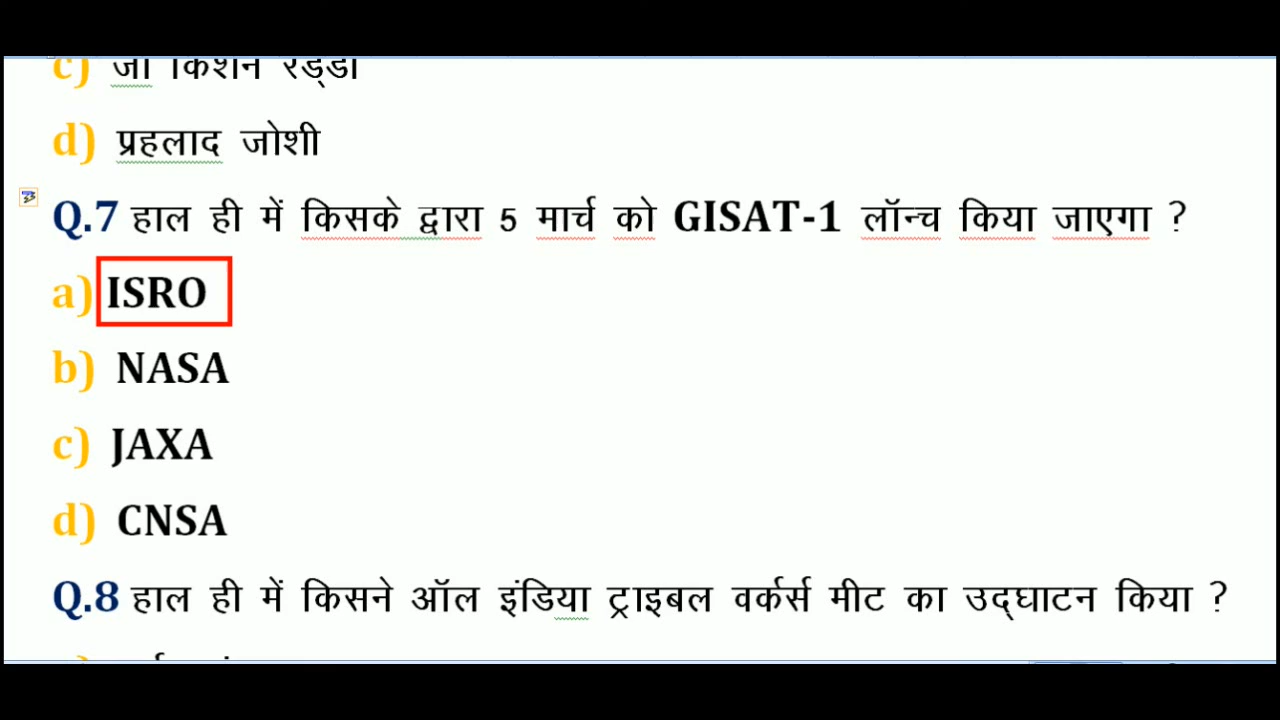 c) जी किशन रेड्डी
d) प्रहलाद जोशी
Q.7 हाल ही में किसके द्वारा 5 मार्च को GISAT-1 लॉन्च किया जाएगा ?
a) ISRO
b) NASA
c) JAXA
d) CNSA
Q.8 हाल ही में किसने ऑल इंडिया ट्राइबल वर्कर्स मीट का उद्घाटन किया ?